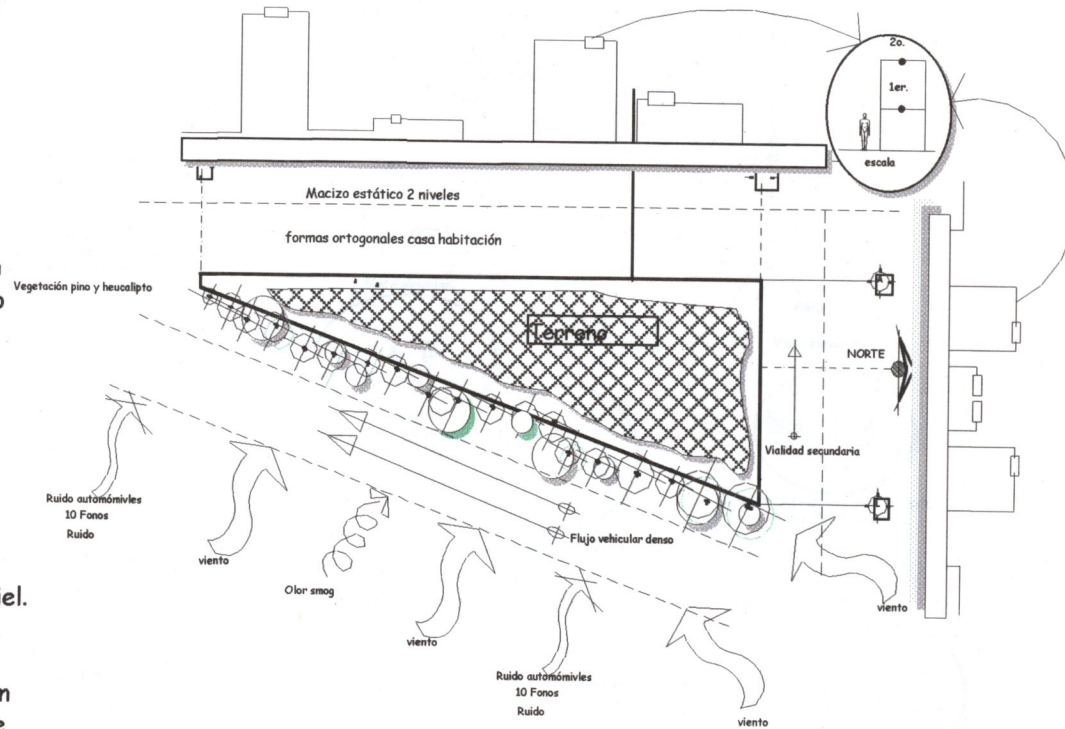 2o.
1er.
escala
Macizo estático 2 niveles
formas ortogonales casa habitación
Vegetación pino y heucalipto
Terreno
NORTE
Vialidad secundaria
Ruido automómivles
10 Fonos
Ruido
Flujo vehicular denso
viento
Olor smog
iel.
viento
viento
Ruido automómivles
10 Fonos
Ruido
viento